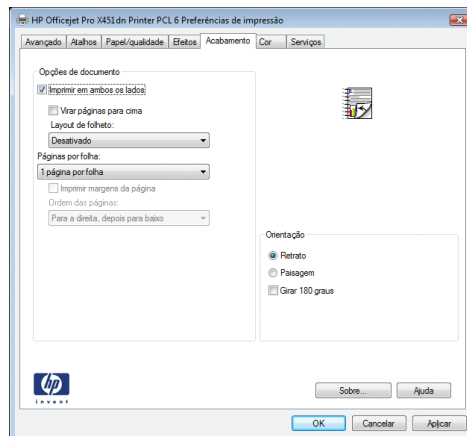 HP Officejet Pro X451dn Printer PCL 6 Preferências de impressão
Avançado Atalhos Papel/qualidade Efeitos Acabamento Cor Serviços
Opções de documento
Imprimir em ambos os lados
Virar páginas para cima
Layout de folheto:
Desativado
Páginas por folha:
1 página por folha
Imprimir margens da página
Ordem das páginas:
Para a direita, depois para baixo
Orientação
Retrato
Paisagem
Girar 180 graus
hp
invent
Sobre... Ajuda
OK Cancelar Aplicar